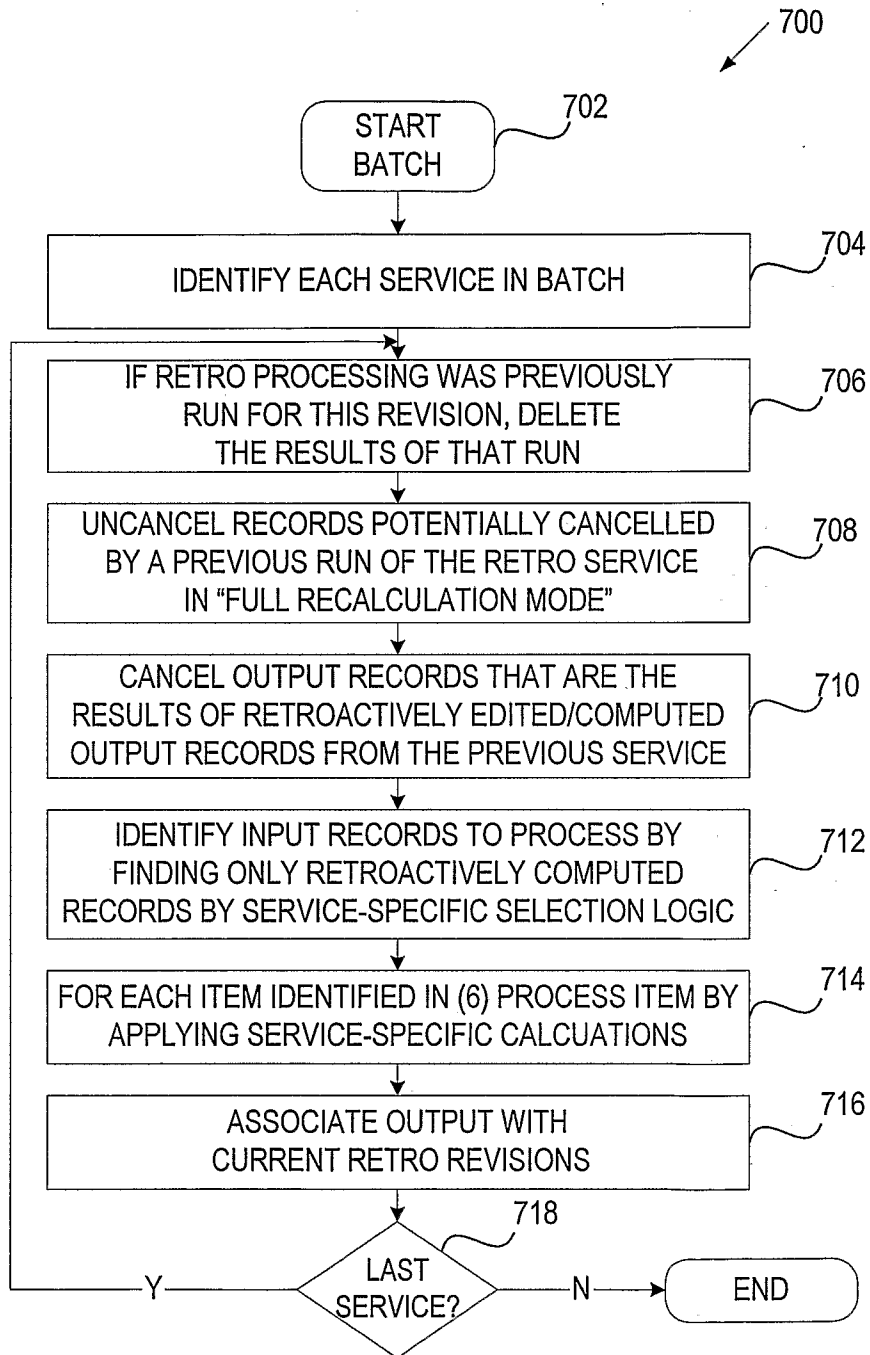 700
START
BATCH
702
IDENTIFY EACH SERVICE IN BATCH
704
IF RETRO PROCESSING WAS PREVIOUSLY
RUN FOR THIS REVISION, DELETE
THE RESULTS OF THAT RUN
706
UNCANCEL RECORDS POTENTIALLY CANCELLED
BY A PREVIOUS RUN OF THE RETRO SERVICE
IN “FULL RECALCULATION MODE”
708
CANCEL OUTPUT RECORDS THAT ARE THE
RESULTS OF RETROACTIVELY EDITED/COMPUTED
OUTPUT RECORDS FROM THE PREVIOUS SERVICE
710
IDENTIFY INPUT RECORDS TO PROCESS BY
FINDING ONLY RETROACTIVELY COMPUTED
RECORDS BY SERVICE-SPECIFIC SELECTION LOGIC
712
FOR EACH ITEM IDENTIFIED IN (6) PROCESS ITEM BY
APPLYING SERVICE-SPECIFIC CALCUATIONS
714
ASSOCIATE OUTPUT WITH
CURRENT RETRO REVISIONS
716
718
LAST
SERVICE?
Y
N
END